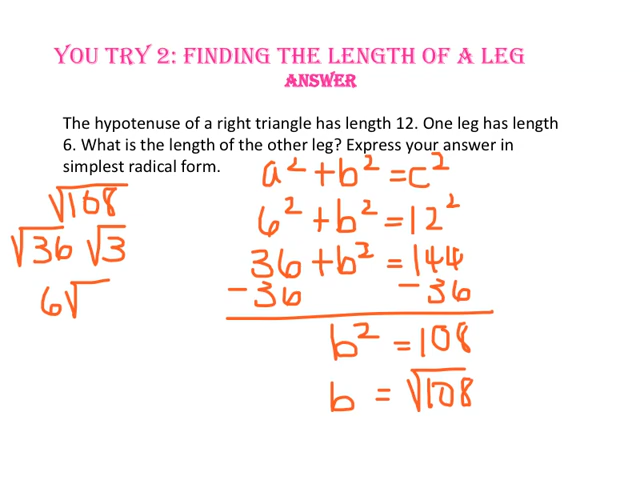 YOU TRY 2: FINDING THE LENGTH OF A LEG
ANSWER
The hypotenuse of a right triangle has length 12. One leg has length
6. What is the length of the other leg? Express your answer in
simplest radical form.
a² + b² = c²
6² + b² = 12²
36 + b² = 144
- 36 - 36
b² = 108
b = √108
√108
√36 √3
6√